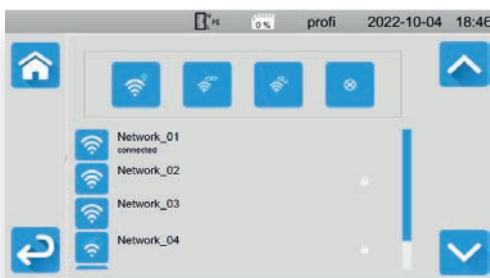 PE 0 % profi 2022-10-04 18:46
Network_01
connected
Network_02
Network_03
Network_04